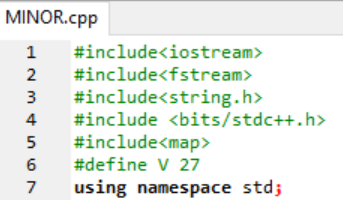 MINOR.cpp
1 #include<iostream>
2 #include<fstream>
3 #include<string.h>
4 #include <bits/stdc++.h>
5 #include<map>
6 #define V 27
7 using namespace std;